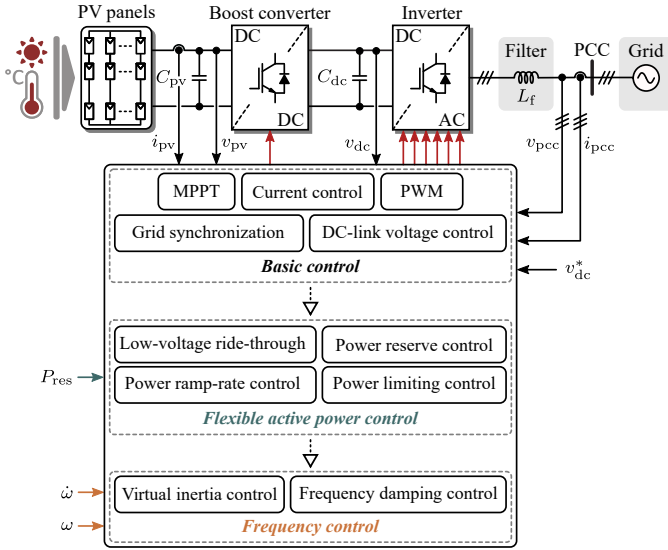 PV panels
Boost converter
Inverter
DC
DC
Filter
PCC
Grid
°C
C_pv
C_dc
L_f
DC
AC
i_pv
v_pv
v_dc
v_pcc
i_pcc
MPPT
Current control
PWM
Grid synchronization
DC-link voltage control
Basic control
v*_dc
Low-voltage ride-through
Power reserve control
P_res
Power ramp-rate control
Power limiting control
Flexible active power control
ω̇
Virtual inertia control
Frequency damping control
ω
Frequency control